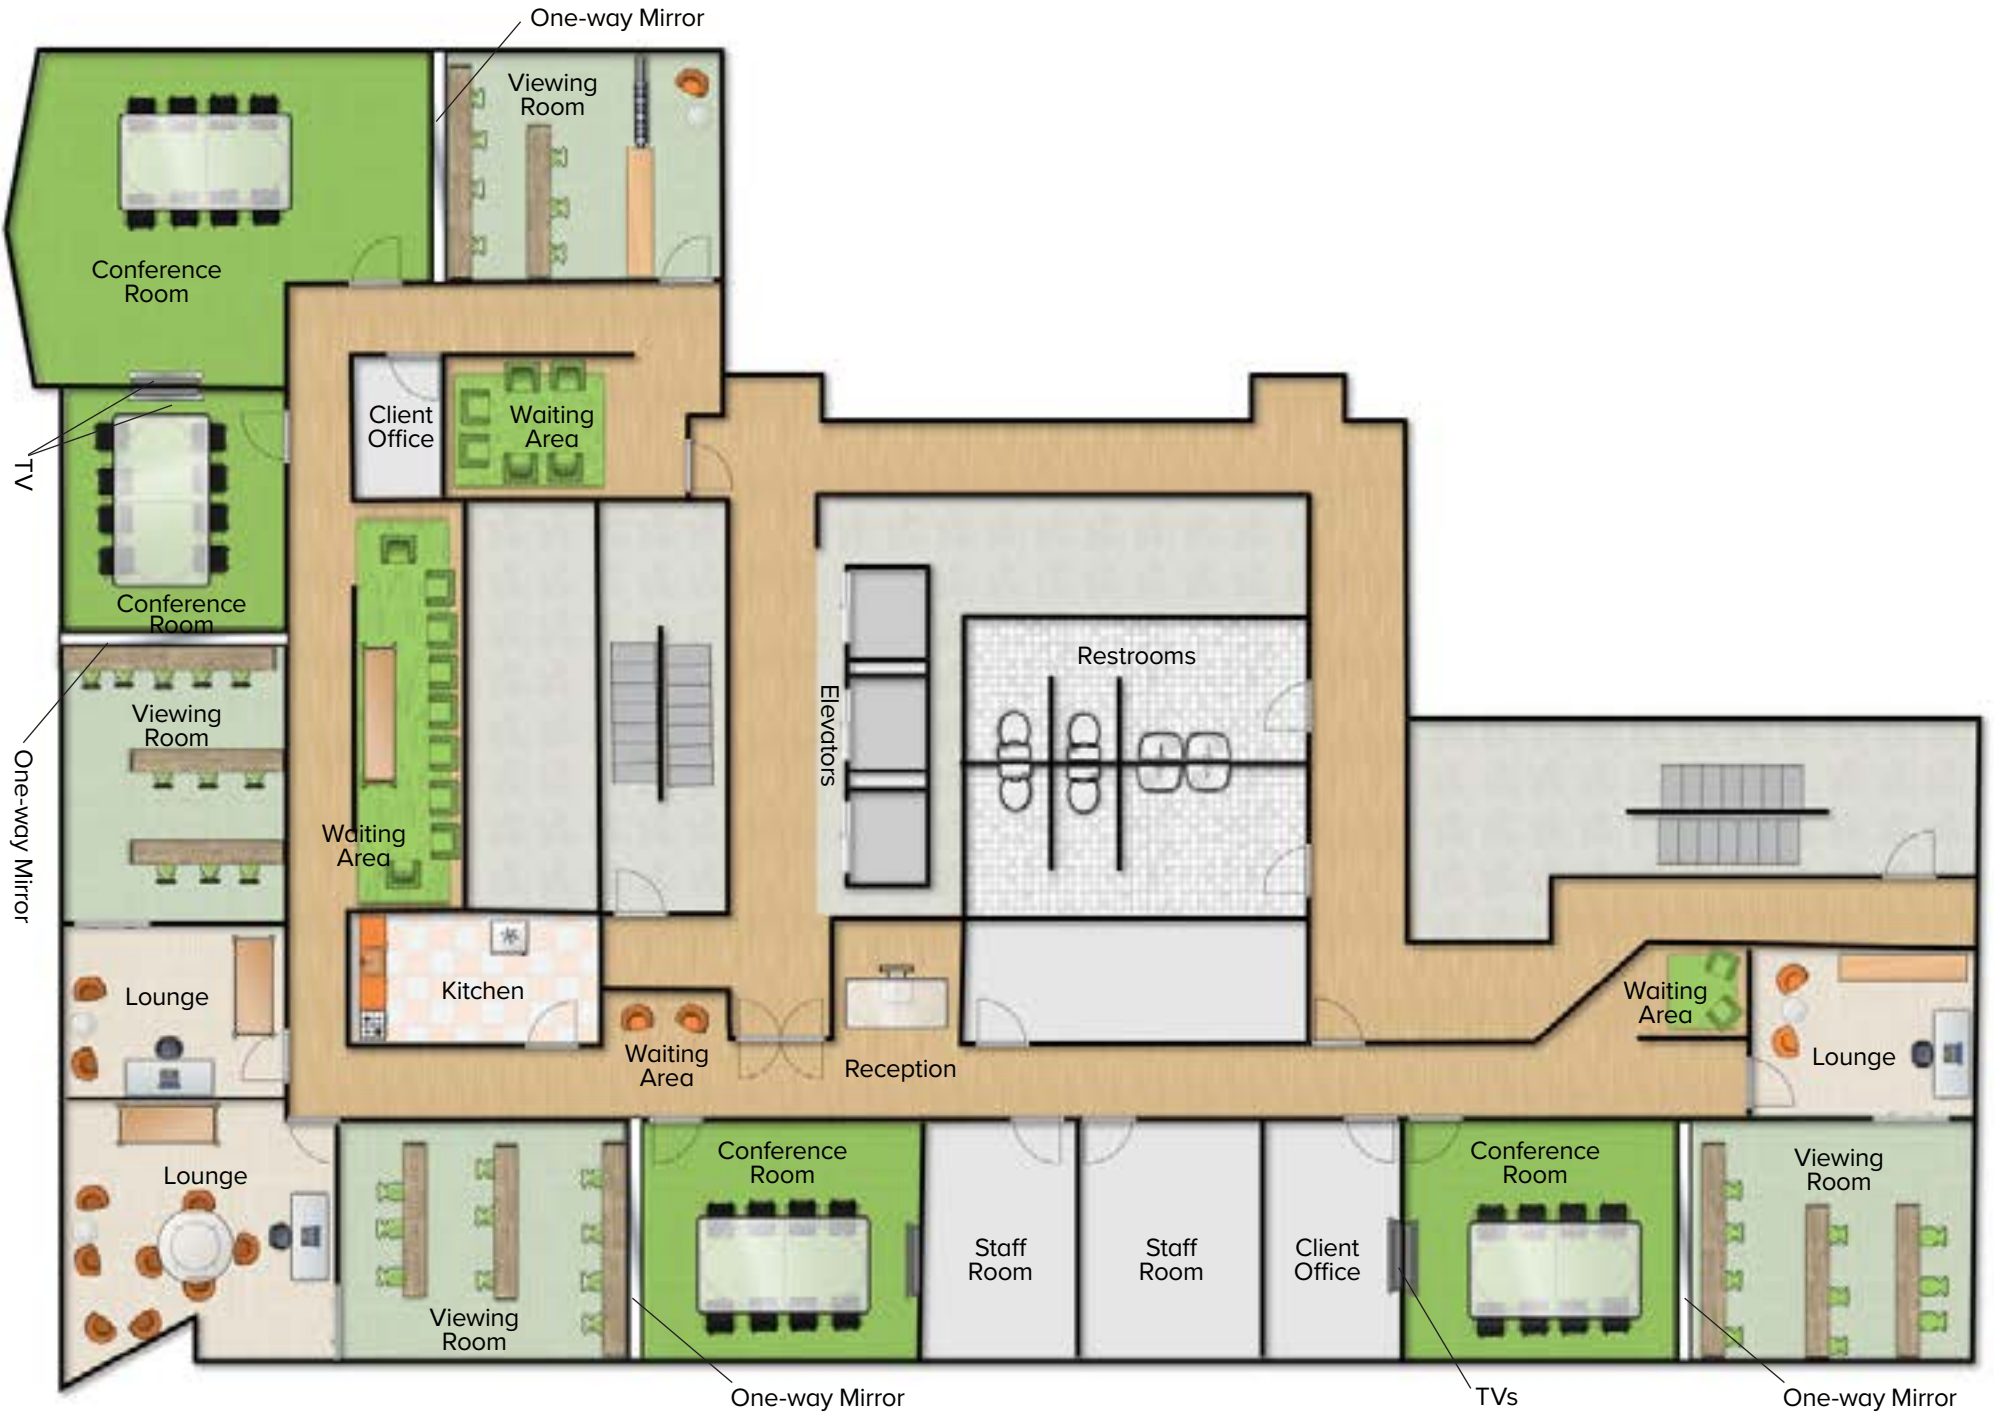 One-way Mirror
Viewing
Room
Conference
Room
Client
Office
Waiting
Area
TV
Conference
Room
Restrooms
Elevators
Viewing
Room
One-way Mirror
Waiting
Area
Lounge
Kitchen
Waiting
Area
Waiting
Area
Reception
Lounge
Lounge
Conference
Room
Conference
Room
Viewing
Room
Staff
Room
Staff
Room
Client
Office
Viewing
Room
One-way Mirror
TVs
One-way Mirror